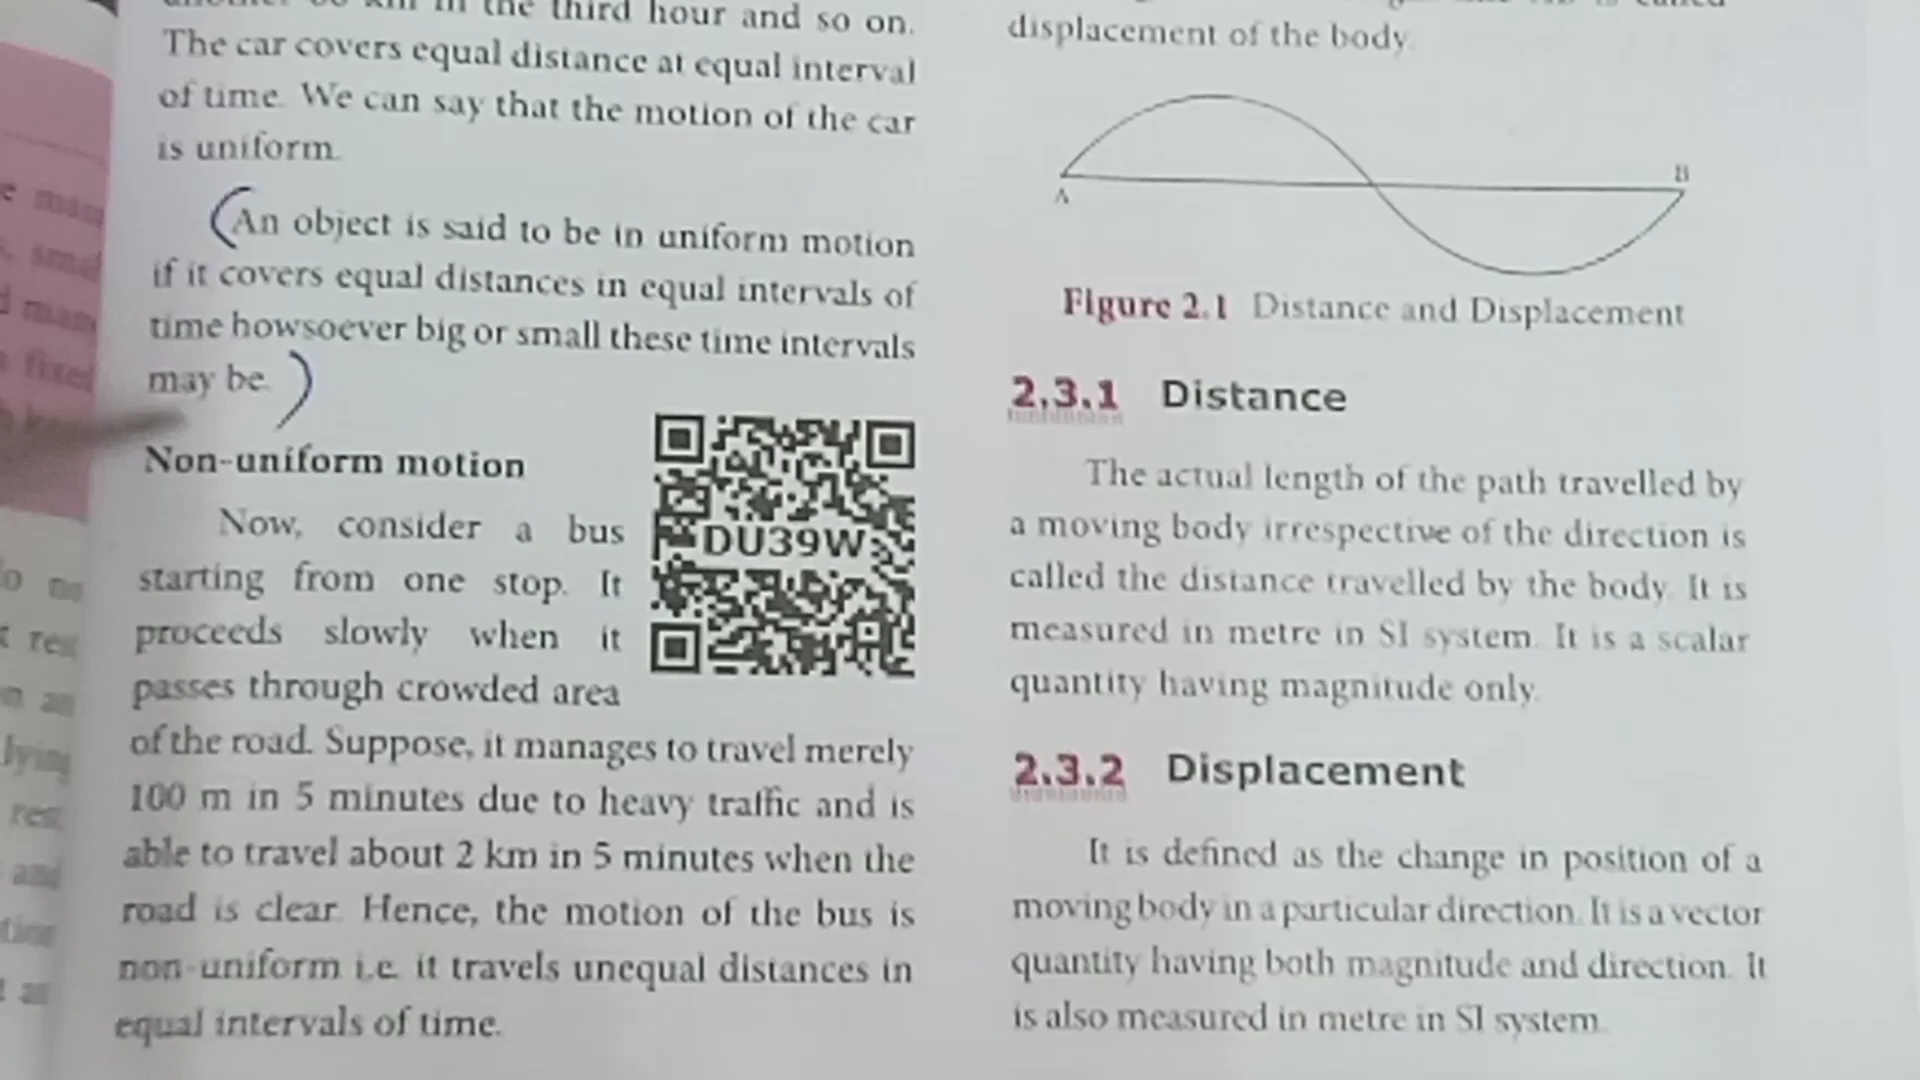 km in the third hour and so on.
The car covers equal distance at equal interval
of time. We can say that the motion of the car
is uniform.
(An object is said to be in uniform motion
if it covers equal distances in equal intervals of
time howsoever big or small these time intervals
may be.)
Non-uniform motion
Now, consider a bus
starting from one stop. It
proceeds slowly when it
passes through crowded area
of the road. Suppose, it manages to travel merely
100 m in 5 minutes due to heavy traffic and is
able to travel about 2 km in 5 minutes when the
road is clear. Hence, the motion of the bus is
non-uniform i.e. it travels unequal distances in
equal intervals of time.
DU39W
displacement of the body.
A
B
Figure 2.1 Distance and Displacement
2.3.1 Distance
The actual length of the path travelled by
a moving body irrespective of the direction is
called the distance travelled by the body. It is
measured in metre in SI system. It is a scalar
quantity having magnitude only.
2.3.2 Displacement
It is defined as the change in position of a
moving body in a particular direction. It is a vector
quantity having both magnitude and direction. It
is also measured in metre in SI system.